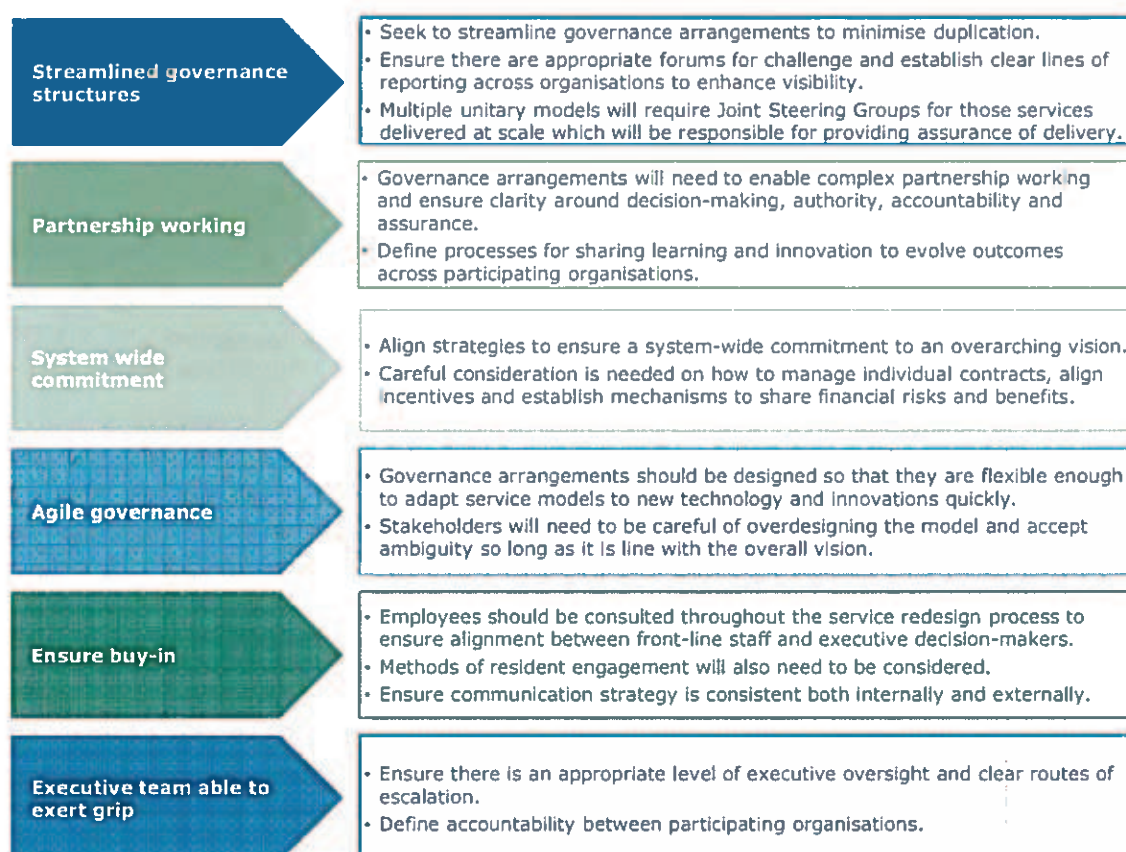 Streamlined governance
structures
• Seek to streamline governance arrangements to minimise duplication.
• Ensure there are appropriate forums for challenge and establish clear lines of
reporting across organisations to enhance visibility.
• Multiple unitary models will require Joint Steering Groups for those services
delivered at scale which will be responsible for providing assurance of delivery.
Partnership working
• Governance arrangements will need to enable complex partnership working
and ensure clarity around decision-making, authority, accountability and
assurance.
• Define processes for sharing learning and innovation to evolve outcomes
across participating organisations.
System wide
commitment
• Align strategies to ensure a system-wide commitment to an overarching vision.
• Careful consideration is needed on how to manage individual contracts, align
incentives and establish mechanisms to share financial risks and benefits.
Agile governance
• Governance arrangements should be designed so that they are flexible enough
to adapt service models to new technology and innovations quickly.
• Stakeholders will need to be careful of overdesigning the model and accept
ambiguity so long as it is line with the overall vision.
Ensure buy-in
• Employees should be consulted throughout the service redesign process to
ensure alignment between front-line staff and executive decision-makers.
• Methods of resident engagement will also need to be considered.
• Ensure communication strategy is consistent both internally and externally.
Executive team able to
exert grip
• Ensure there is an appropriate level of executive oversight and clear routes of
escalation.
• Define accountability between participating organisations.